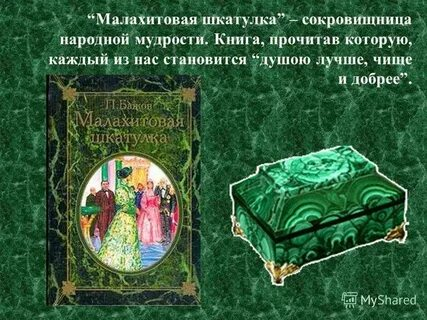 “Малахитовая шкатулка” – сокровищница
народной мудрости. Книга, прочитав которую,
каждый из нас становится “душою лучше, чище
и добрее”.
П. Бажов
Малахитовая
шкатулка
MyShared